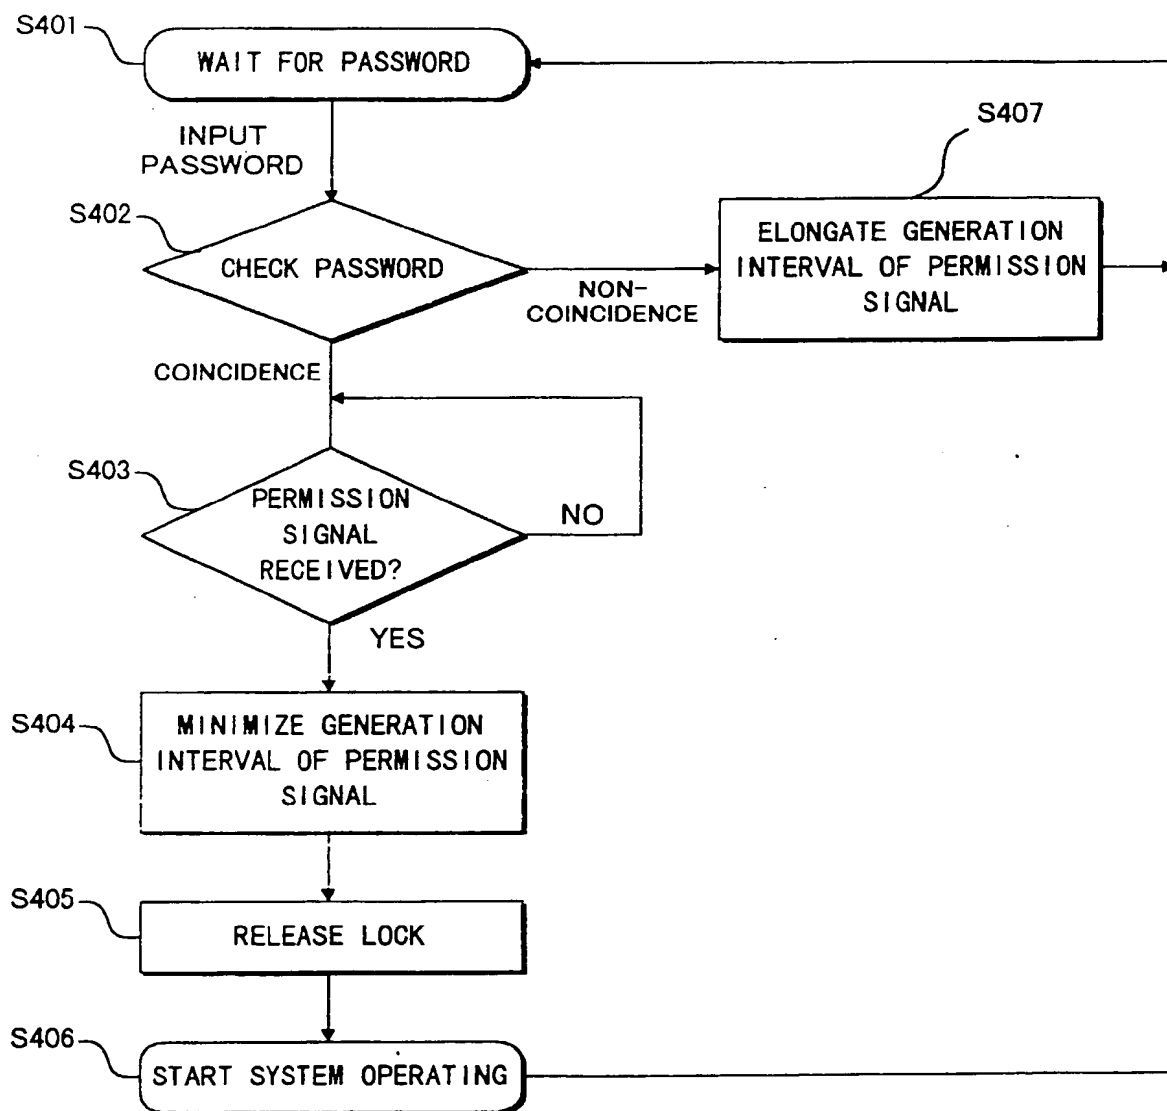 S401
WAIT FOR PASSWORD
INPUT
PASSWORD
S407
S402
CHECK PASSWORD
ELONGATE GENERATION
INTERVAL OF PERMISSION
SIGNAL
NON-
COINCIDENCE
COINCIDENCE
S403
PERMISSION
SIGNAL
RECEIVED?
NO
YES
S404
MINIMIZE GENERATION
INTERVAL OF PERMISSION
SIGNAL
S405
RELEASE LOCK
S406
START SYSTEM OPERATING